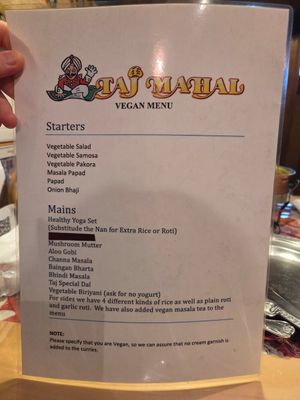 TAJ MAHAL
VEGAN MENU
Starters
Vegetable Salad
Vegetable Samosa
Vegetable Pakora
Masala Papad
Papad
Onion Bhaji
Mains
Healthy Yoga Set
(Substitude the Nan for Extra Rice or Roti)
Mushroom Mutter
Aloo Gobi
Channa Masala
Baingan Bharta
Bhindi Masala
Taj Special Dal
Vegetable Biriyani (ask for no yogurt)
For sides we have 4 different kinds of rice as well as plain roti
and garlic roti. We have also added vegan masala tea to the
menu
NOTE:
Please specify that you are Vegan, so we can assure that no cream garnish is
added to the curries.